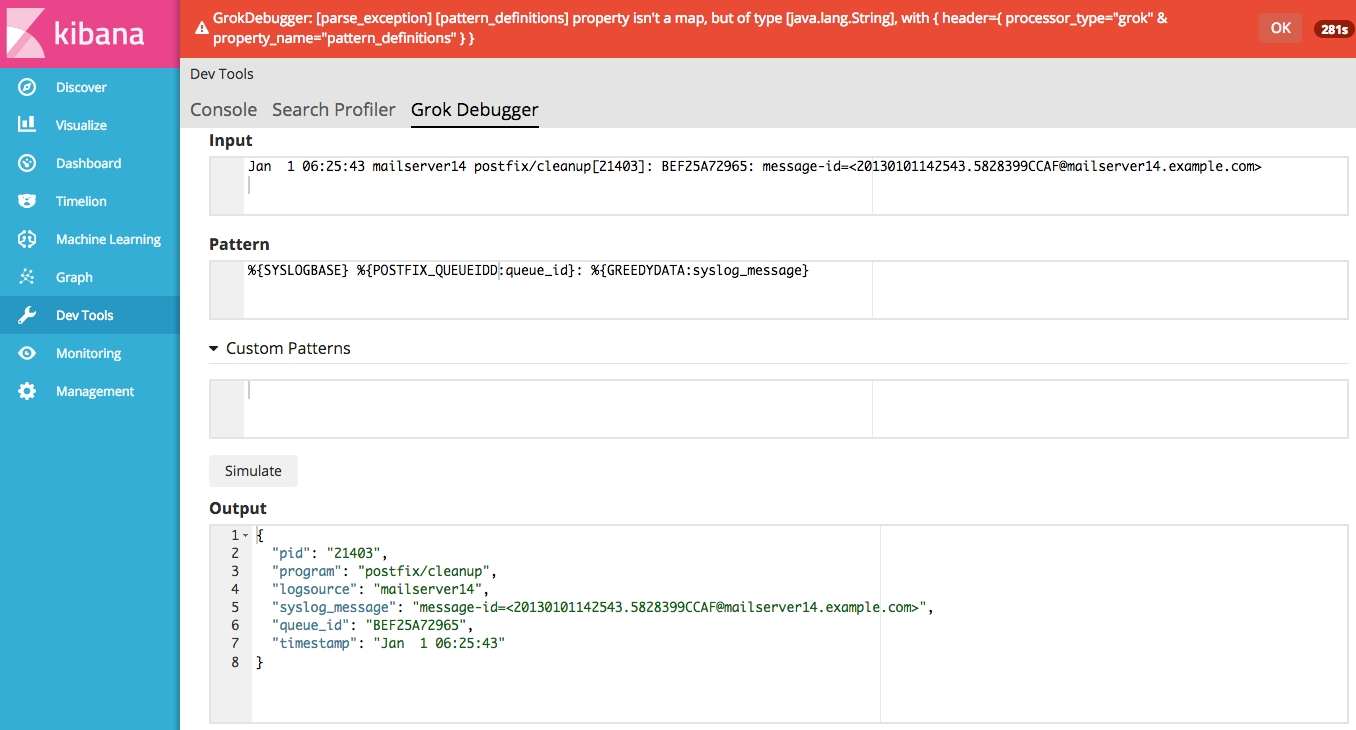 kibana
GrokDebugger: [parse_exception] [pattern_definitions] property isn't a map, but of type [java.lang.String], with { header={ processor_type="grok" &
property_name="pattern_definitions" } }
OK
281s
Discover
Visualize
Dashboard
Timelion
Machine Learning
Graph
Dev Tools
Monitoring
Management
Dev Tools
Console Search Profiler Grok Debugger
Input
Jan  1 06:25:43 mailserver14 postfix/cleanup[21403]: BEF25A72965: message-id=<20130101142543.5828399CCAF@mailserver14.example.com>
Pattern
%{SYSLOGBASE} %{POSTFIX_QUEUEIDD:queue_id}: %{GREEDYDATA:syslog_message}
Custom Patterns
Simulate
Output
1 {
2 "pid": "21403",
3 "program": "postfix/cleanup",
4 "logsource": "mailserver14",
5 "syslog_message": "message-id=<20130101142543.5828399CCAF@mailserver14.example.com>",
6 "queue_id": "BEF25A72965",
7 "timestamp": "Jan  1 06:25:43"
8 }